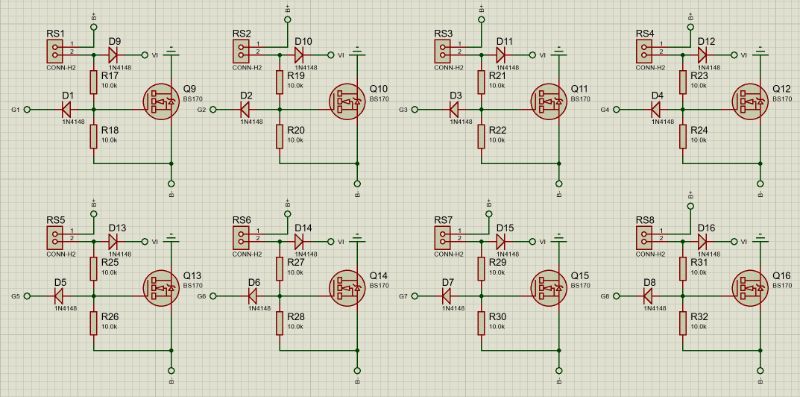 B+ B+ B+ B+
RS1 D9 RS2 D10 RS3 D11 RS4 D12
1 2 VI 1 2 VI 1 2 VI 1 2 VI
CONN-H2 1N4148 CONN-H2 1N4148 CONN-H2 1N4148 CONN-H2 1N4148
R17 10.0k Q9 BS170 R19 10.0k Q10 BS170 R21 10.0k Q11 BS170 R23 10.0k Q12 BS170
G1 D1 1N4148 G2 D2 1N4148 G3 D3 1N4148 G4 D4 1N4148
R18 10.0k R20 10.0k R22 10.0k R24 10.0k
B- B- B- B-
B+ B+ B+ B+
RS5 D13 RS6 D14 RS7 D15 RS8 D16
1 2 VI 1 2 VI 1 2 VI 1 2 VI
CONN-H2 1N4148 CONN-H2 1N4148 CONN-H2 1N4148 CONN-H2 1N4148
R25 10.0k Q13 BS170 R27 10.0k Q14 BS170 R29 10.0k Q15 BS170 R31 10.0k Q16 BS170
G5 D5 1N4148 G6 D6 1N4148 G7 D7 1N4148 D8 1N4148
R26 10.0k R28 10.0k R30 10.0k R32 10.0k
B- B- B- B-